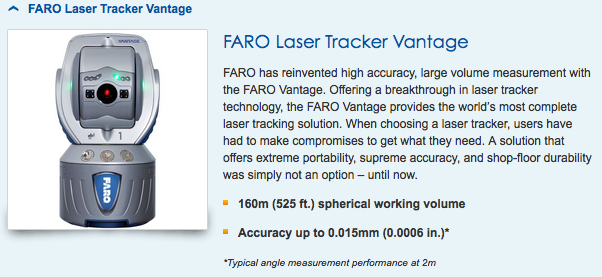 FARO Laser Tracker Vantage
FARO Laser Tracker Vantage
FARO has reinvented high accuracy, large volume measurement with
the FARO Vantage. Offering a breakthrough in laser tracker
technology, the FARO Vantage provides the world's most complete
laser tracking solution. When choosing a laser tracker, users have
had to make compromises to get what they need. A solution that
offers extreme portability, supreme accuracy, and shop-floor durability
was simply not an option – until now.
160m (525 ft.) spherical working volume
Accuracy up to 0.015mm (0.0006 in.)*
*Typical angle measurement performance at 2m
VANTAGE
1
FARO